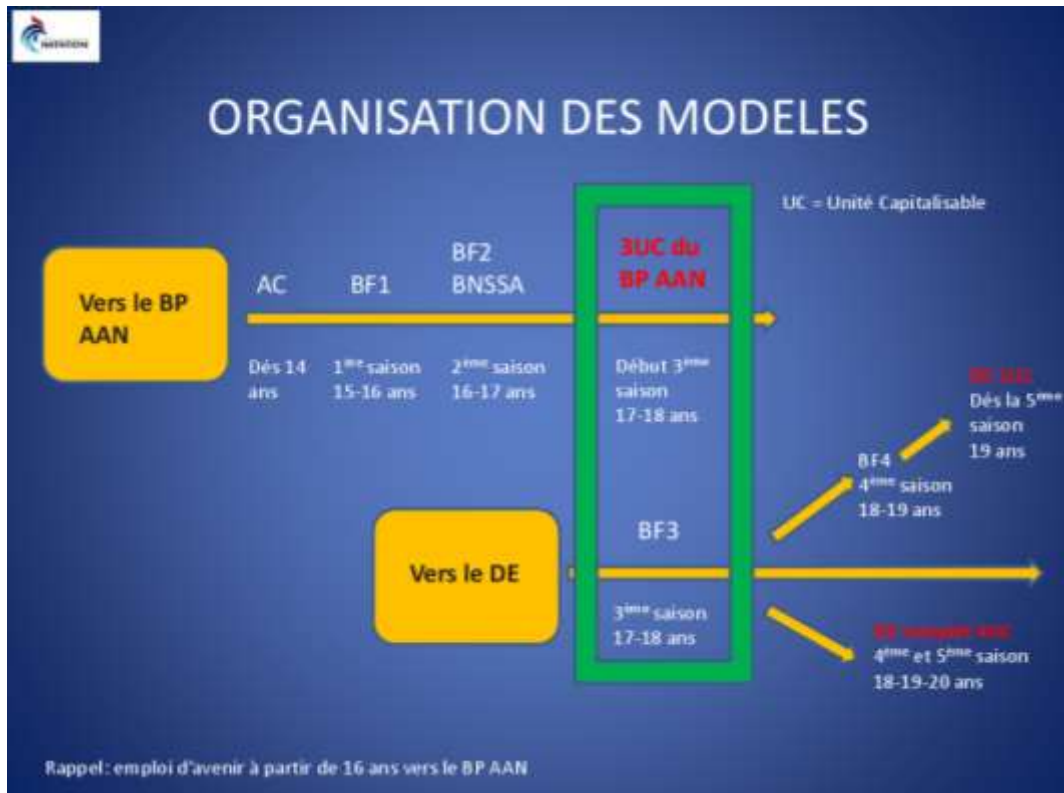 NATATION
ORGANISATION DES MODELES
UC = Unité Capitalisable
Vers le BP
AAN
AC
BF1
BF2
BNSSA
3UC du
BP AAN
Dés 14
ans
1ère saison
15-16 ans
2ème saison
16-17 ans
Début 3ème
saison
17-18 ans
Dés la 5ème
saison
19 ans
BF4
4ème saison
18-19 ans
Vers le DE
BF3
3ème saison
17-18 ans
4ème et 5ème saison
18-19-20 ans
Rappel: emploi d'avenir à partir de 16 ans vers le BP AAN